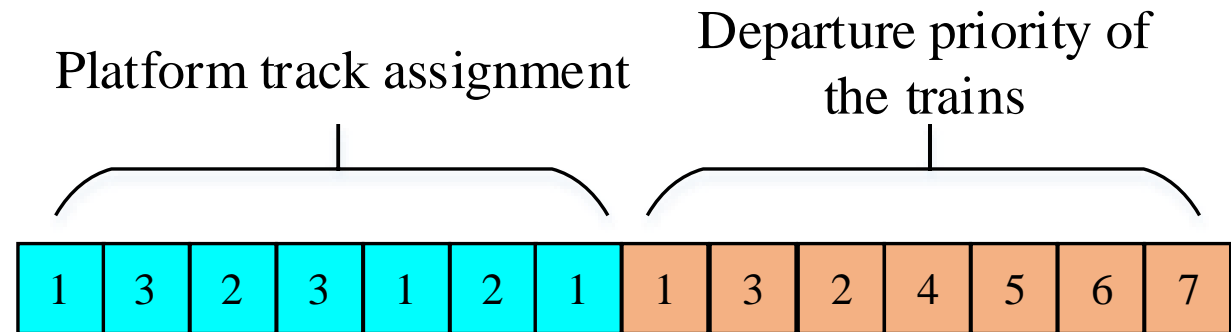 Platform track assignment
Departure priority of
the trains
1 3 2 3 1 2 1 1 3 2 4 5 6 7